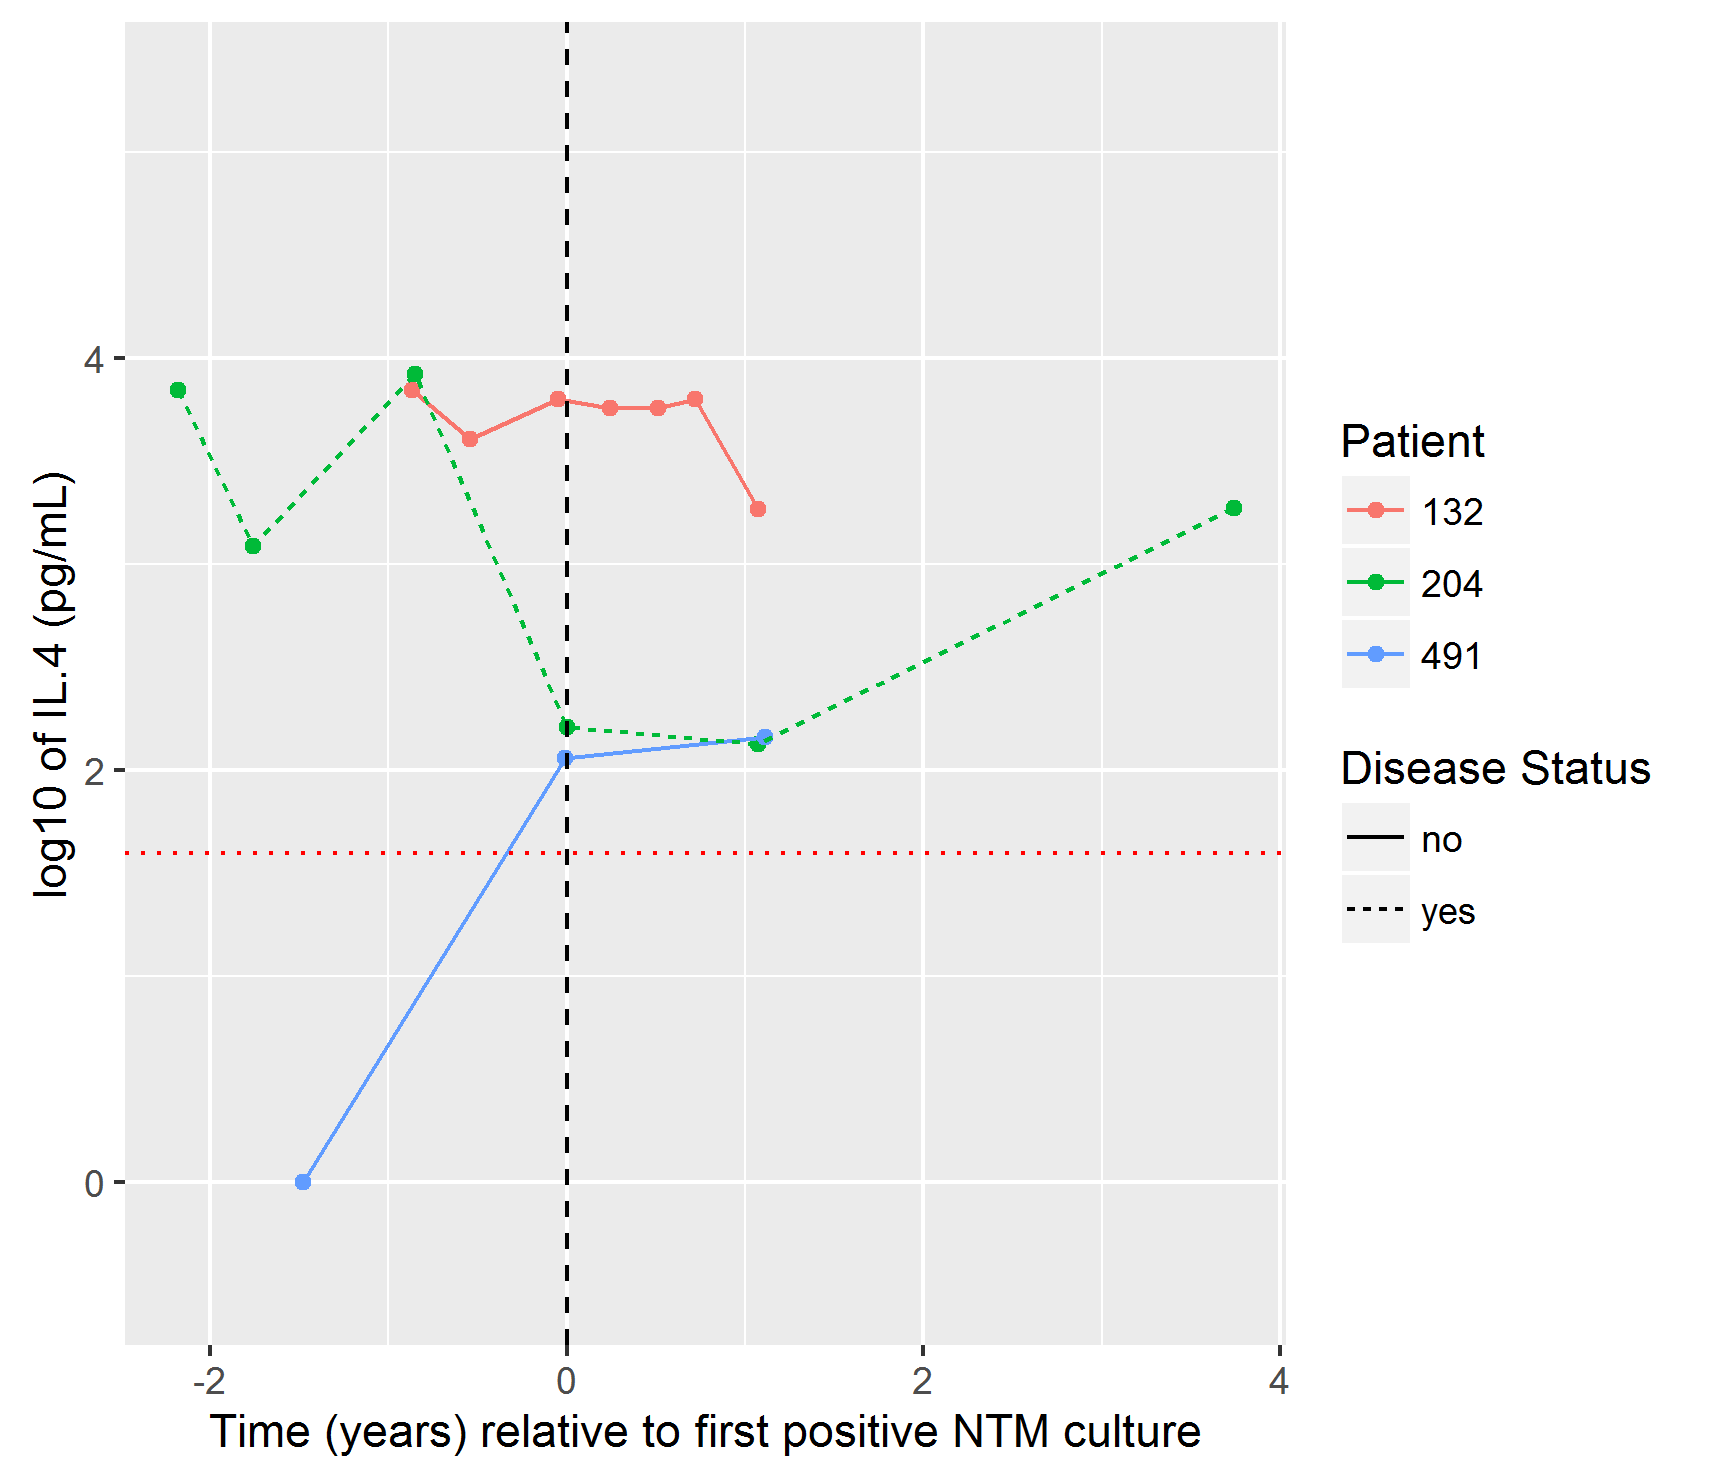 log10 of IL.4 (pg/mL)
4
2
0
-2
0
2
4
Time (years) relative to first positive NTM culture
Patient
132
204
491
Disease Status
no
yes